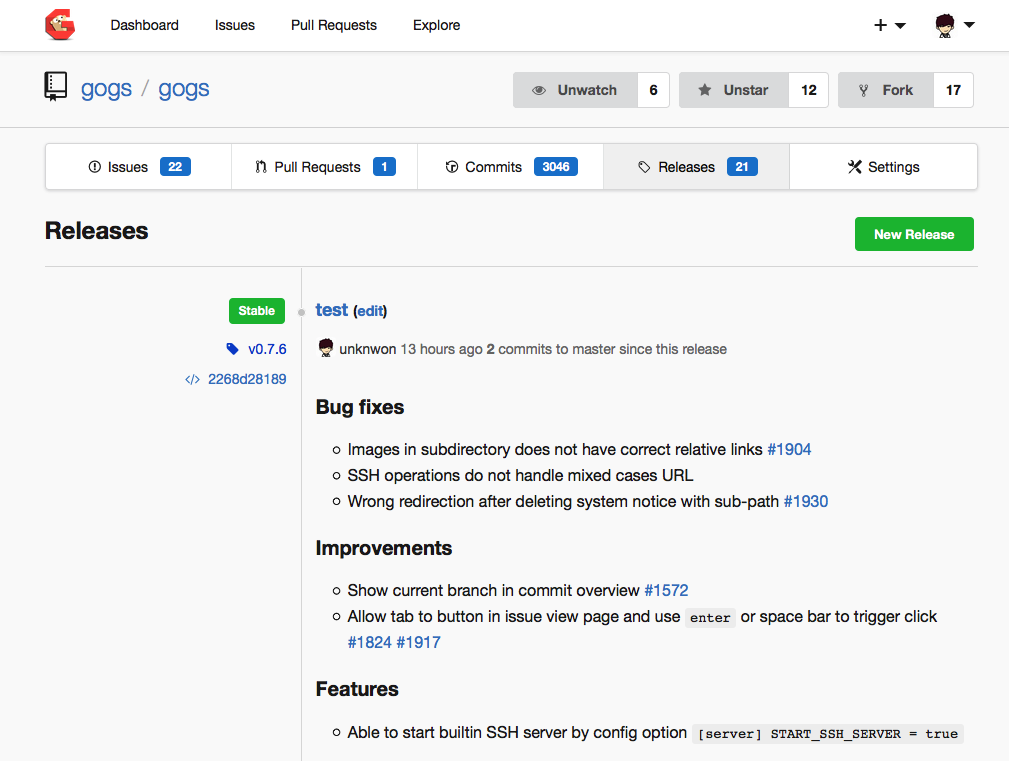 Dashboard Issues Pull Requests Explore +
gogs / gogs Unwatch 6 Unstar 12 Fork 17
Issues 22 Pull Requests 1 Commits 3046 Releases 21 Settings
Releases New Release
Stable test (edit)
v0.7.6 unknwon 13 hours ago 2 commits to master since this release
2268d28189
Bug fixes
Images in subdirectory does not have correct relative links #1904
SSH operations do not handle mixed cases URL
Wrong redirection after deleting system notice with sub-path #1930
Improvements
Show current branch in commit overview #1572
Allow tab to button in issue view page and use enter or space bar to trigger click
#1824 #1917
Features
Able to start builtin SSH server by config option [server] START_SSH_SERVER = true